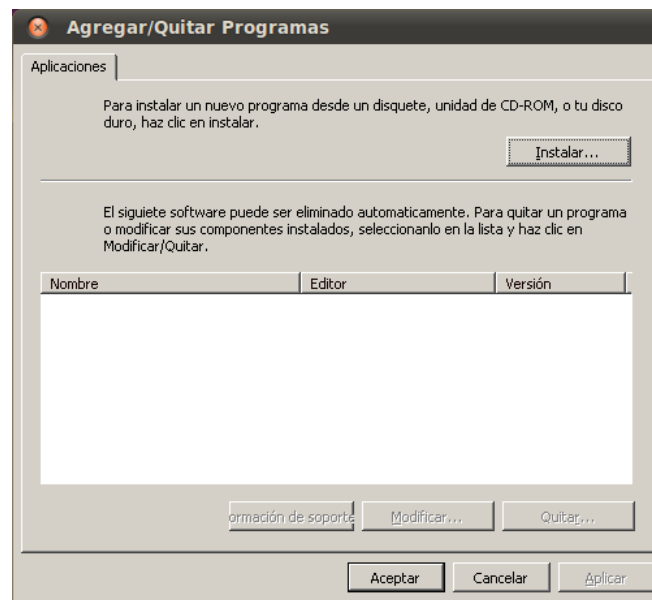 Agregar/Quitar Programas
Aplicaciones
Para instalar un nuevo programa desde un disquete, unidad de CD-ROM, o tu disco
duro, haz clic en instalar.
Instalar...
El siguiete software puede ser eliminado automaticamente. Para quitar un programa
o modificar sus componentes instalados, seleccionanlo en la lista y haz clic en
Modificar/Quitar.
Nombre Editor Versión
ormación de soporte Modificar... Quitar...
Aceptar Cancelar Aplicar